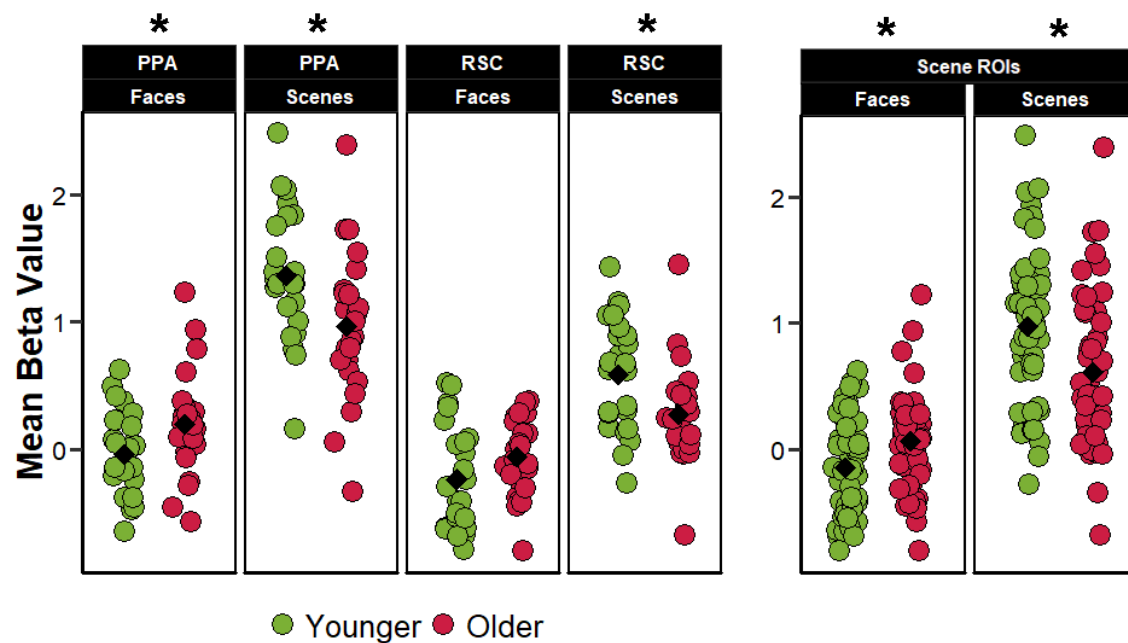 * * * * *
PPA PPA RSC RSC Scene ROIs
Faces Scenes Faces Scenes Faces Scenes
Mean Beta Value
2
1
0
2
1
0
Younger Older